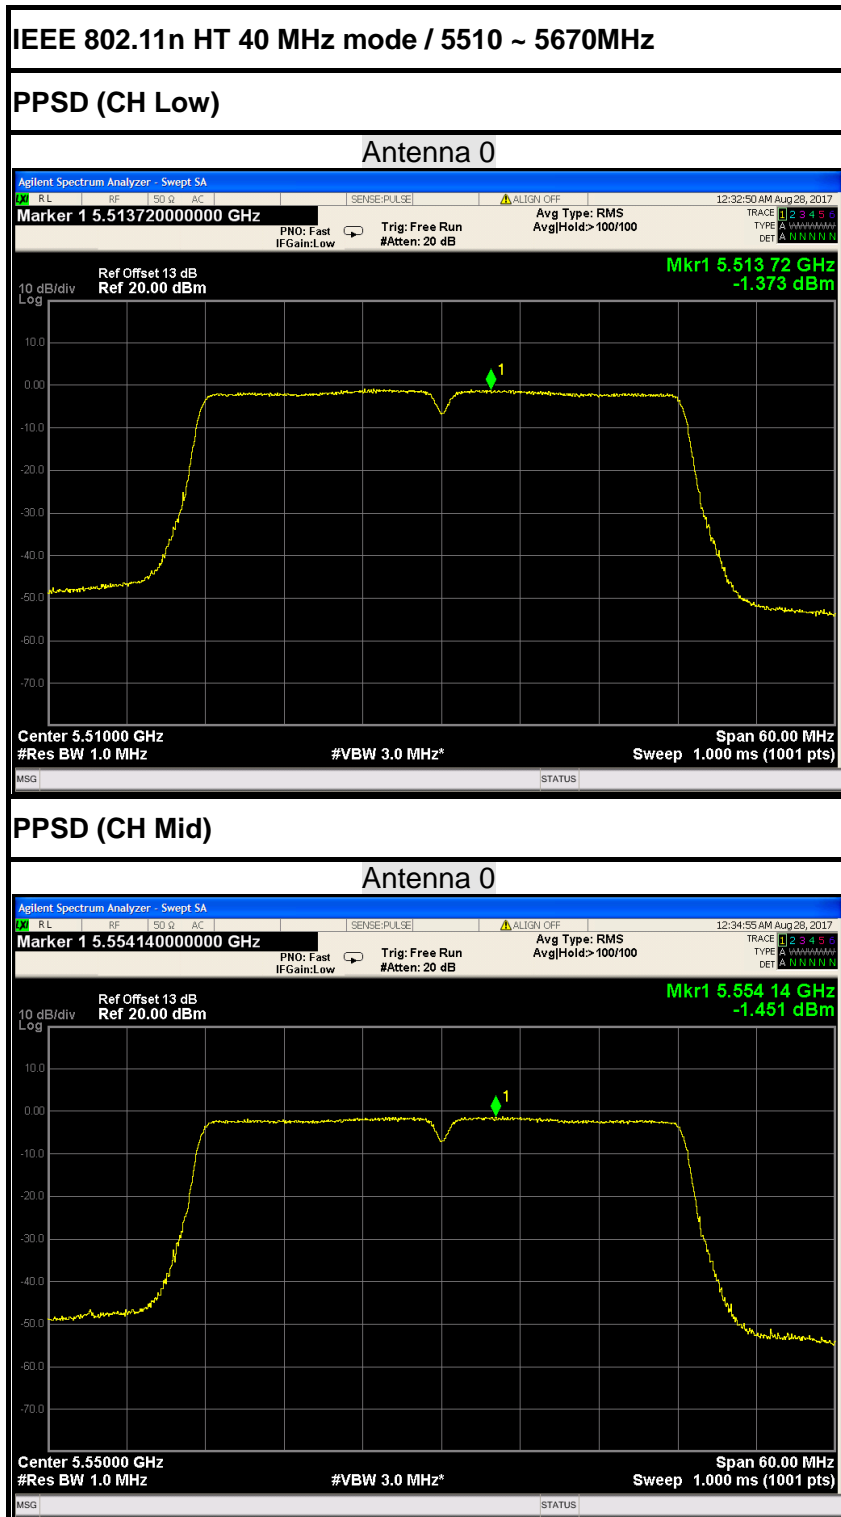 IEEE 802.11n HT 40 MHz mode / 5510 ~ 5670MHz
PPSD (CH Low)
Antenna 0
Agilent Spectrum Analyzer - Swept SA
LXI RL RF 50 Ω AC SENSE:PULSE ALIGN OFF 12:32:50 AM Aug 28, 2017
Marker 1 5.513720000000 GHz
PNO: Fast
IFGain:Low
Trig: Free Run
#Atten: 20 dB
Avg Type: RMS
Avg|Hold:>100/100
TRACE 1 2 3 4 5 6
TYPE A
DET A N N N N N
Mkr1 5.513 72 GHz
-1.373 dBm
Ref Offset 13 dB
10 dB/div Ref 20.00 dBm
Log
10.0
0.00
-10.0
-20.0
-30.0
-40.0
-50.0
-60.0
-70.0
1
Center 5.51000 GHz
Span 60.00 MHz
#Res BW 1.0 MHz
#VBW 3.0 MHz*
Sweep 1.000 ms (1001 pts)
MSG STATUS
PPSD (CH Mid)
Antenna 0
Agilent Spectrum Analyzer - Swept SA
LXI RL RF 50 Ω AC SENSE:PULSE ALIGN OFF 12:34:55 AM Aug 28, 2017
Marker 1 5.554140000000 GHz
PNO: Fast
IFGain:Low
Trig: Free Run
#Atten: 20 dB
Avg Type: RMS
Avg|Hold:>100/100
TRACE 1 2 3 4 5 6
TYPE A
DET A N N N N N
Mkr1 5.554 14 GHz
-1.451 dBm
Ref Offset 13 dB
10 dB/div Ref 20.00 dBm
Log
10.0
0.00
-10.0
-20.0
-30.0
-40.0
-50.0
-60.0
-70.0
1
Center 5.55000 GHz
Span 60.00 MHz
#Res BW 1.0 MHz
#VBW 3.0 MHz*
Sweep 1.000 ms (1001 pts)
MSG STATUS